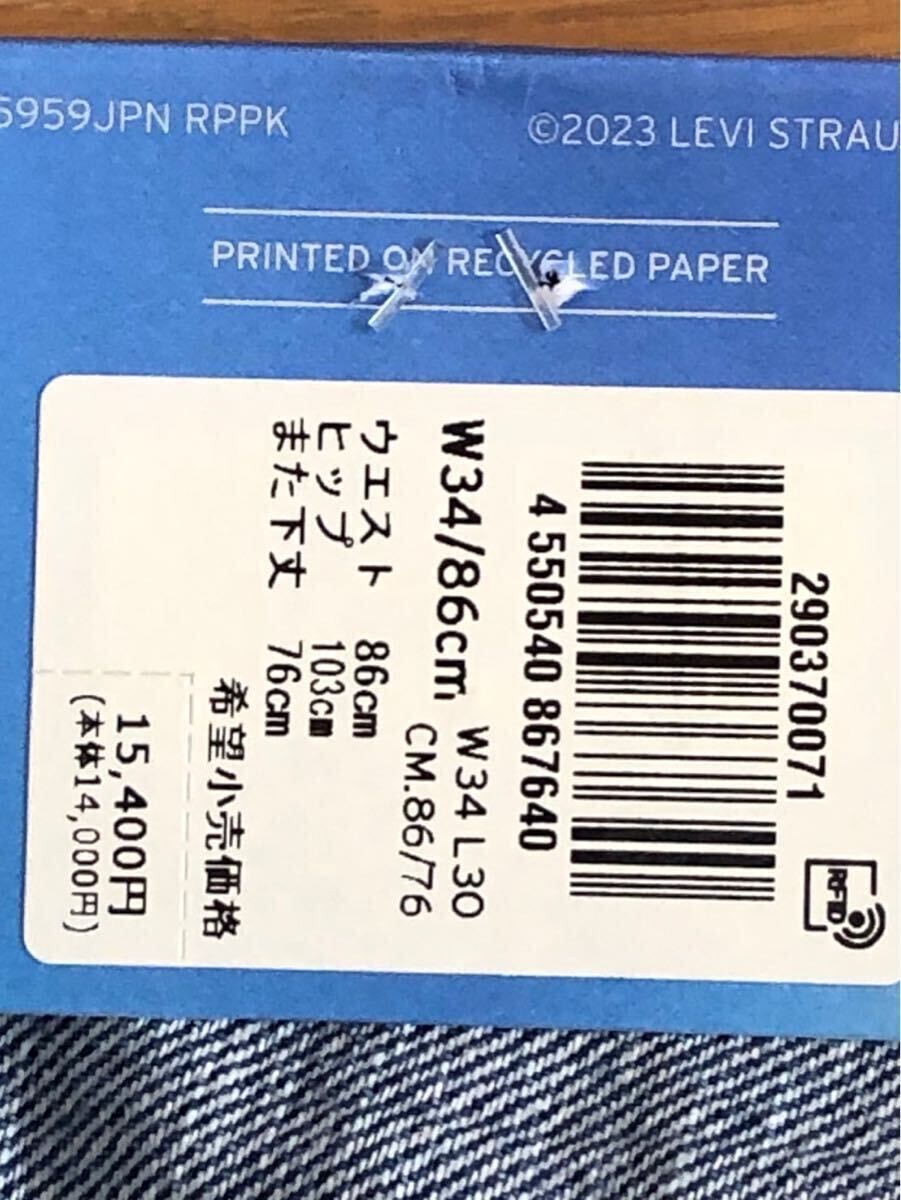 5959JPN RPPK
©2023 LEVI STRAU
PRINTED ON RECYCLED PAPER
290370071
RFID
4 550540 867640
W34/86cm
W34 L30
CM.86/76
ウエスト 86cm
ヒップ 103cm
また下丈 76cm
希望小売価格
15,400円
(本体14,000円)